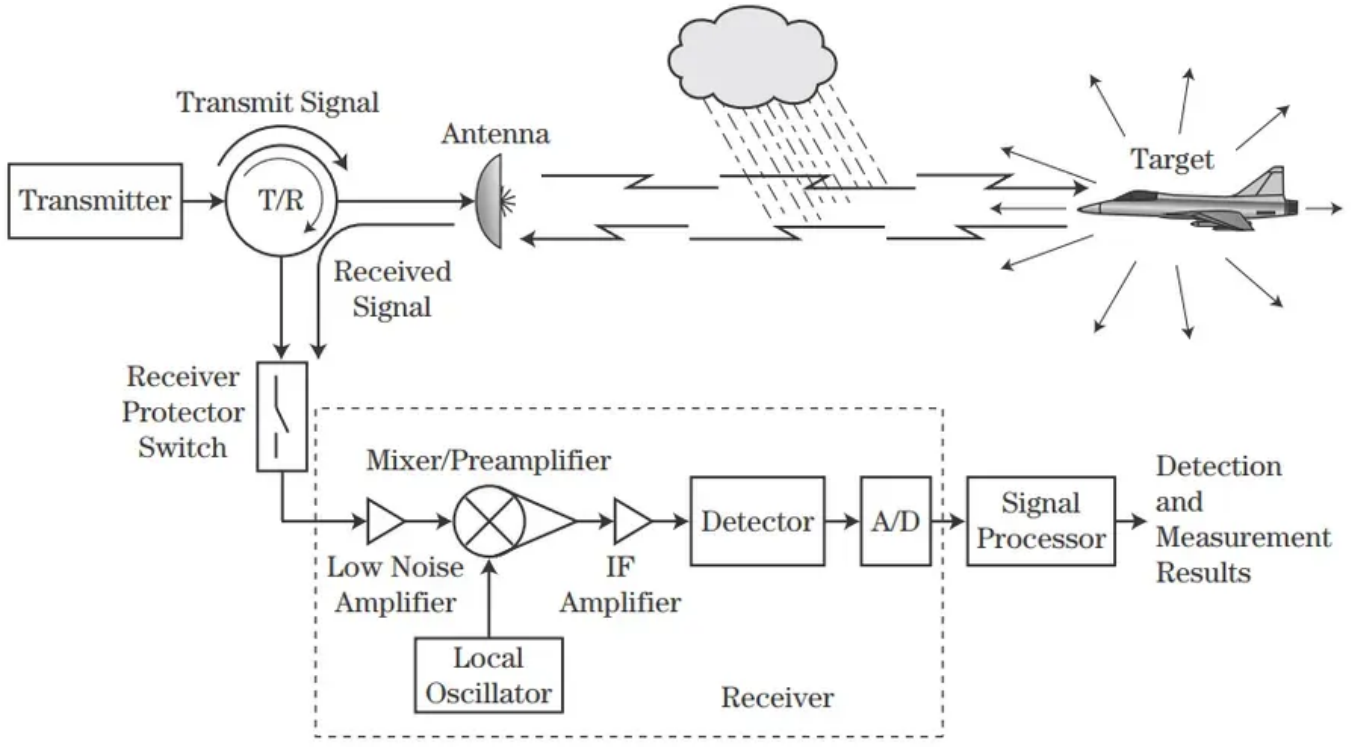 Transmit Signal
Antenna
Target
Transmitter
T/R
Received
Signal
Receiver
Protector
Switch
Mixer/Preamplifier
Detector
A/D
Signal
Processor
Detection
and
Measurement
Results
Low Noise
Amplifier
IF
Amplifier
Local
Oscillator
Receiver